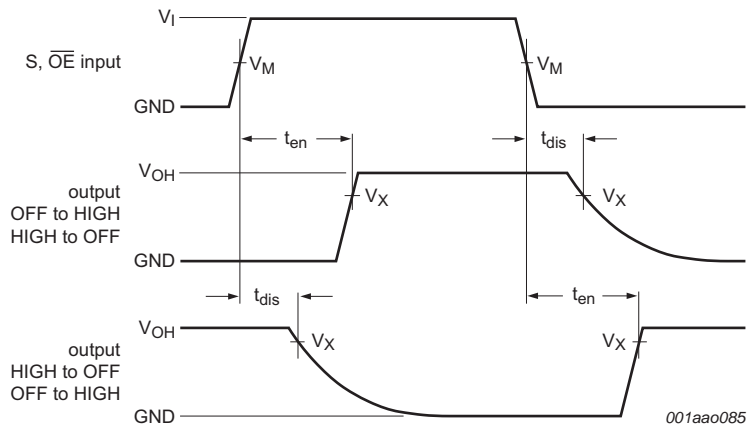 V_I
S, O̅E̅ input
V_M V_M
GND
t_en t_dis
V_OH
output
OFF to HIGH
HIGH to OFF
V_X V_X
GND
t_dis t_en
V_OH
output
HIGH to OFF
OFF to HIGH
V_X V_X
GND
001aao085